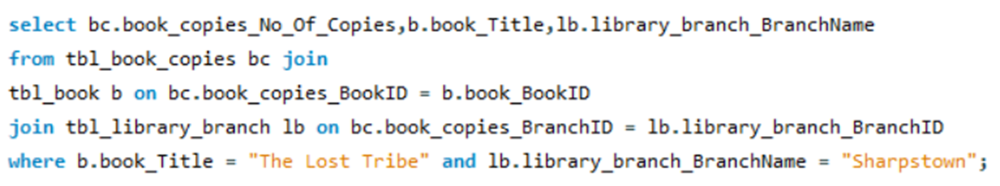 select bc.book_copies_No_Of_Copies,b.book_Title,lb.library_branch_BranchName
from tbl_book_copies bc join
tbl_book b on bc.book_copies_BookID = b.book_BookID
join tbl_library_branch lb on bc.book_copies_BranchID = lb.library_branch_BranchID
where b.book_Title = "The Lost Tribe" and lb.library_branch_BranchName = "Sharpstown";